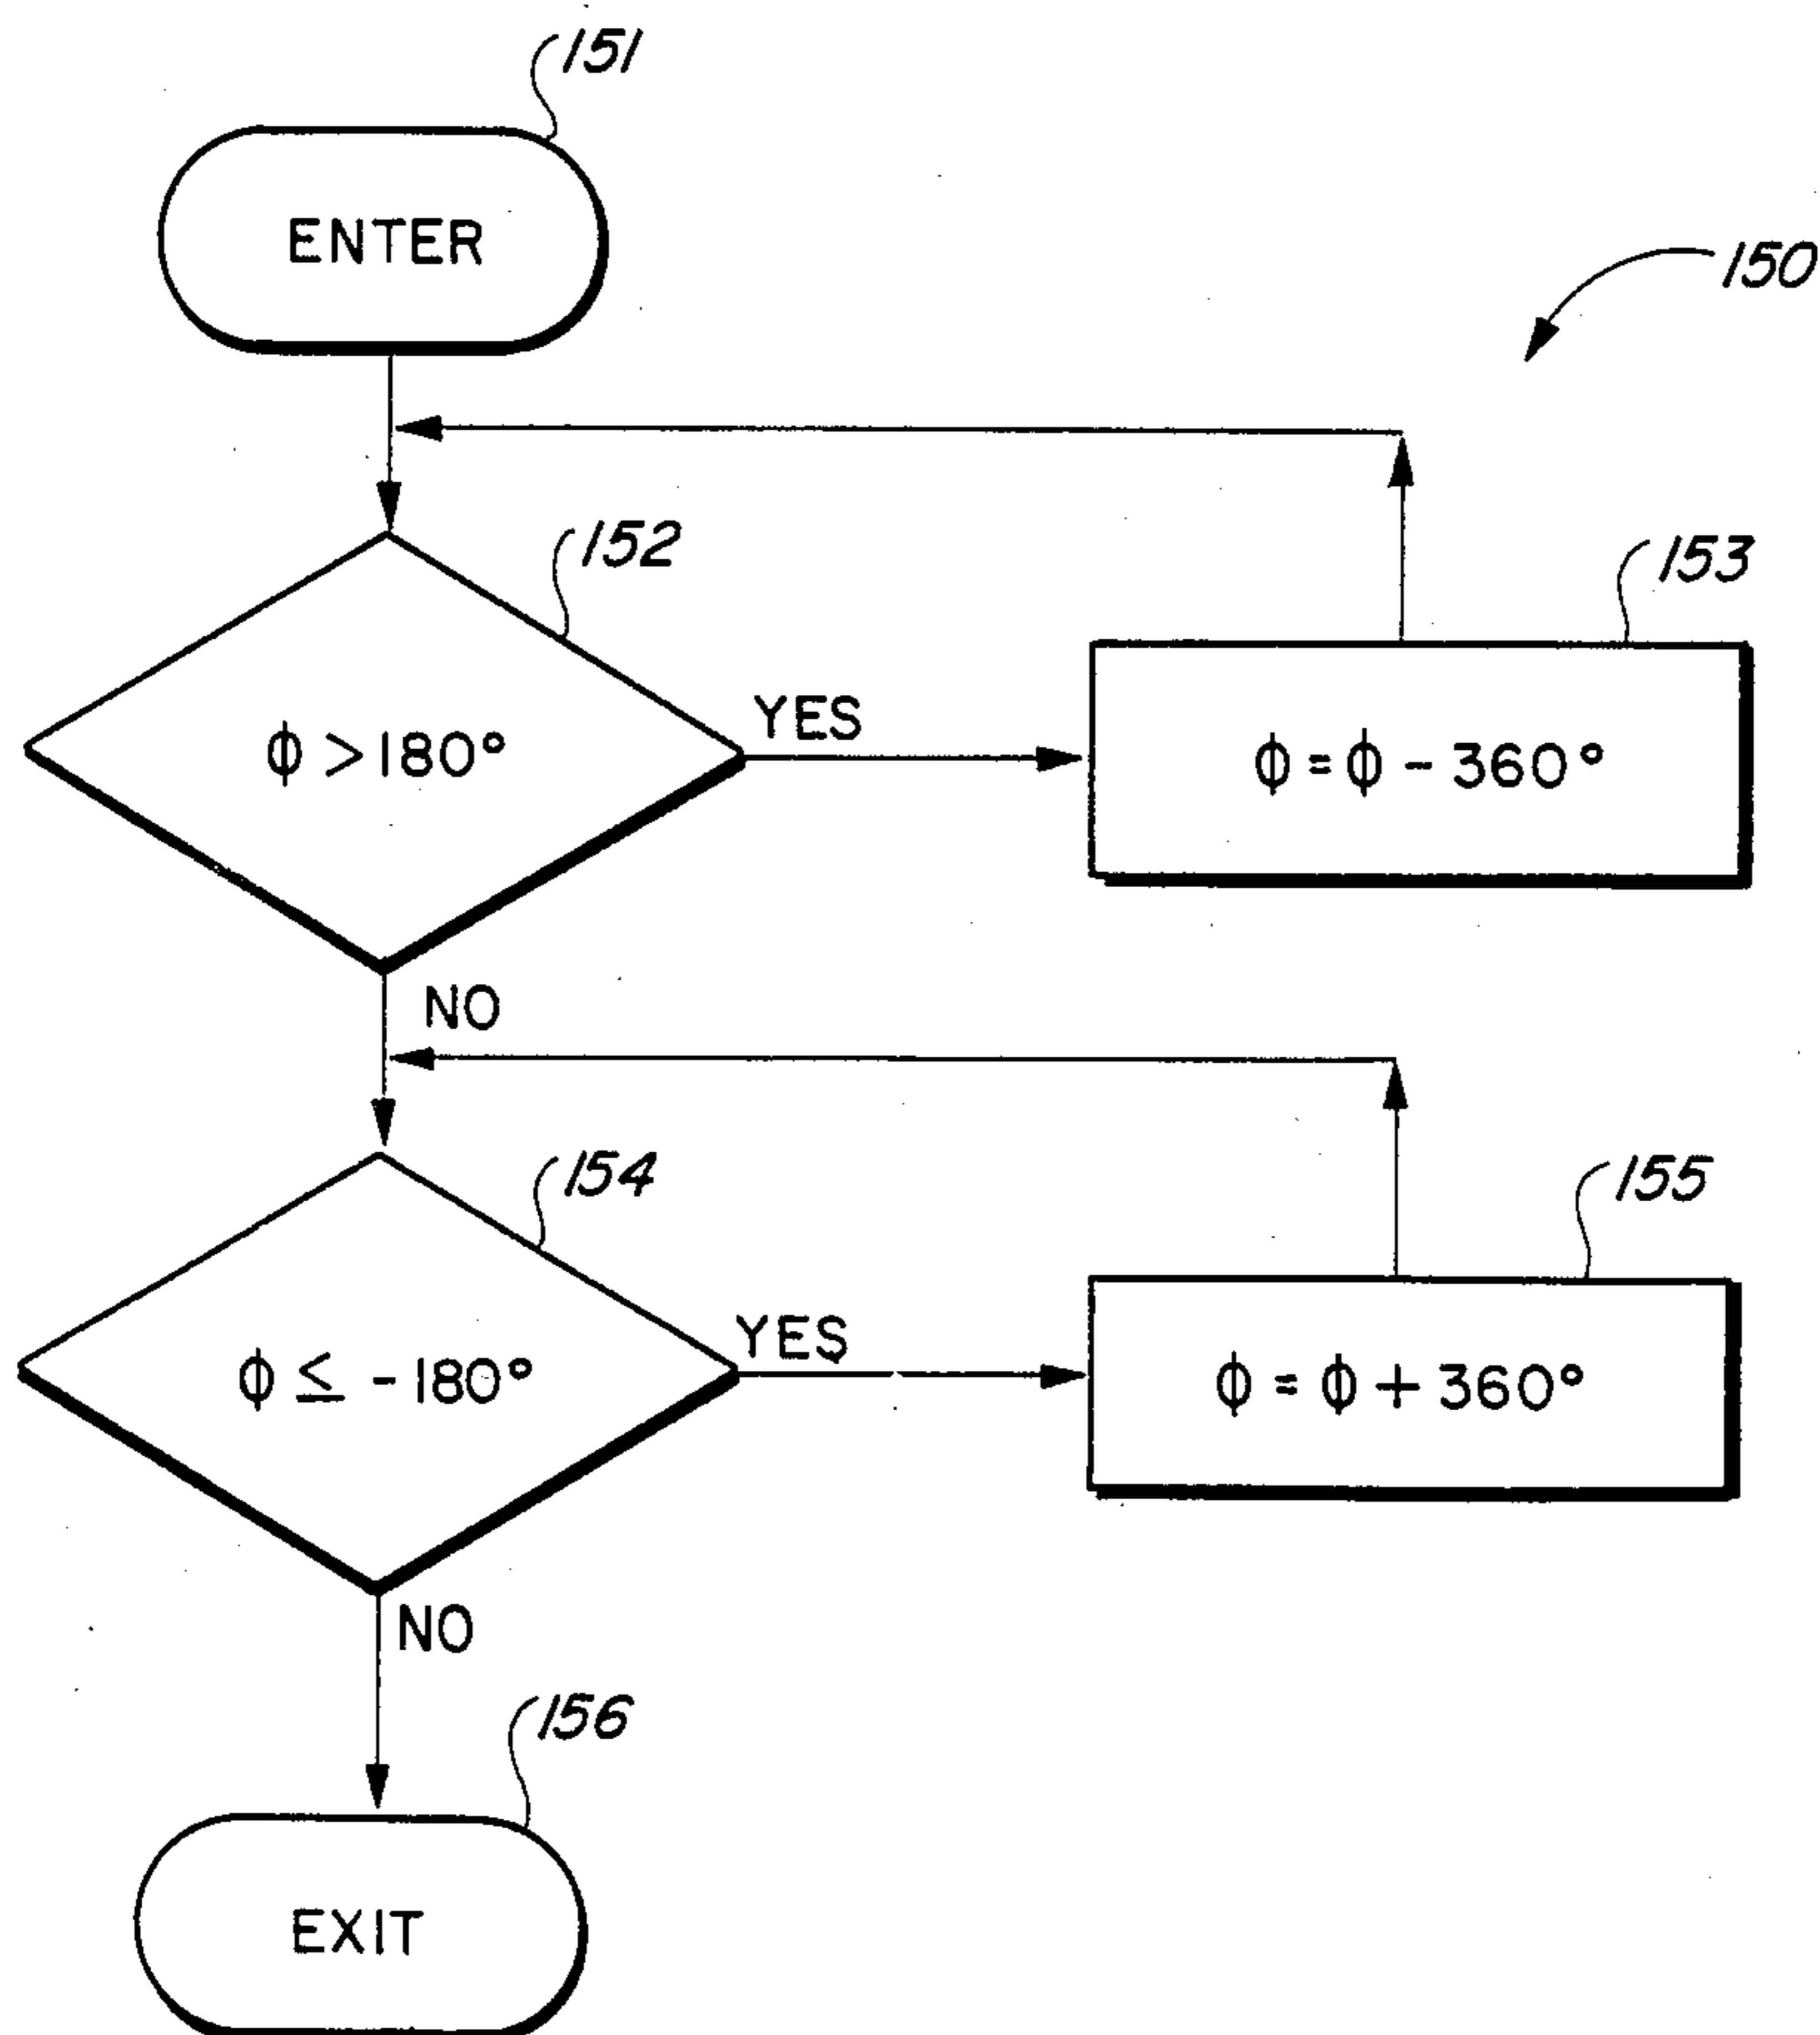 151
ENTER
150
152
153
ϕ > 180°
YES
ϕ = ϕ - 360°
NO
154
155
ϕ ≤ -180°
YES
ϕ = ϕ + 360°
NO
156
EXIT